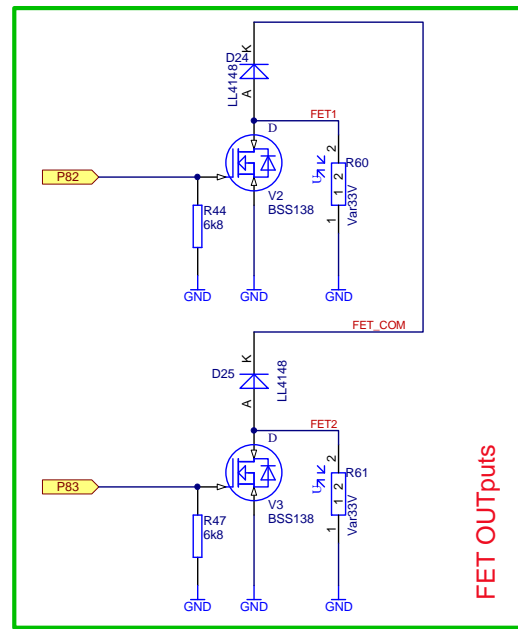 K
D24
LL4148
A
FET1
D
2
R60
U
P82
1 2
Var33V
V2
BSS138
R44
6k8
1
GND
GND
GND
FET_COM
K
D25
LL4148
A
FET2
D
2
R61
U
P83
1 2
Var33V
V3
BSS138
R47
6k8
1
GND
GND
GND
FET OUTputs